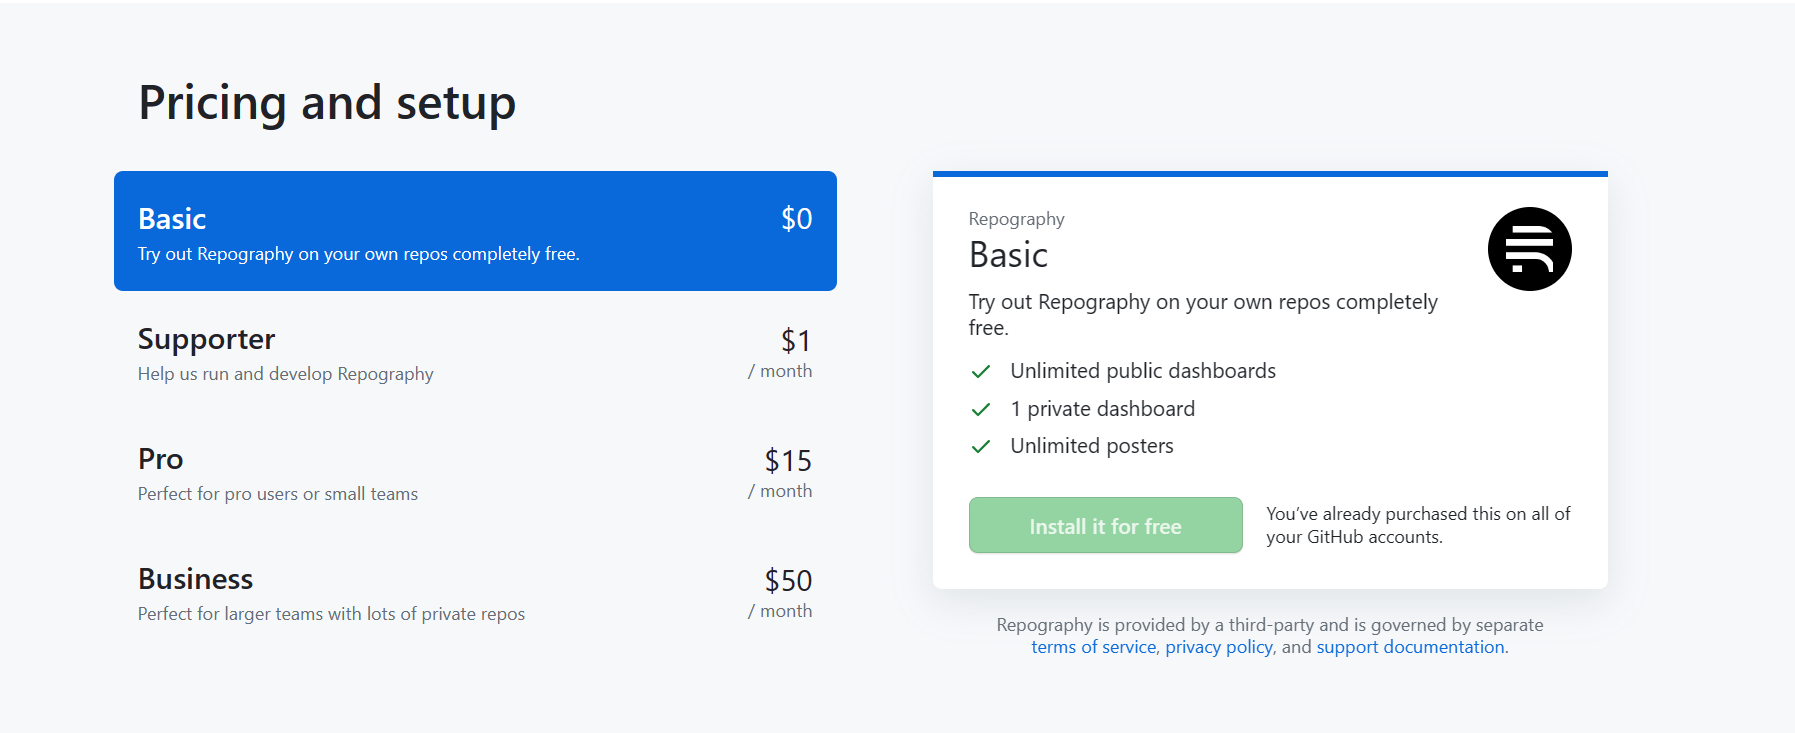 Pricing and setup
Basic
$0
Try out Repography on your own repos completely free.
Supporter
$1
Help us run and develop Repography
/ month
Pro
$15
Perfect for pro users or small teams
/ month
Business
$50
Perfect for larger teams with lots of private repos
/ month
Repography
Basic
Try out Repography on your own repos completely
free.
Unlimited public dashboards
1 private dashboard
Unlimited posters
Install it for free
You’ve already purchased this on all of
your GitHub accounts.
Repography is provided by a third-party and is governed by separate
terms of service, privacy policy, and support documentation.